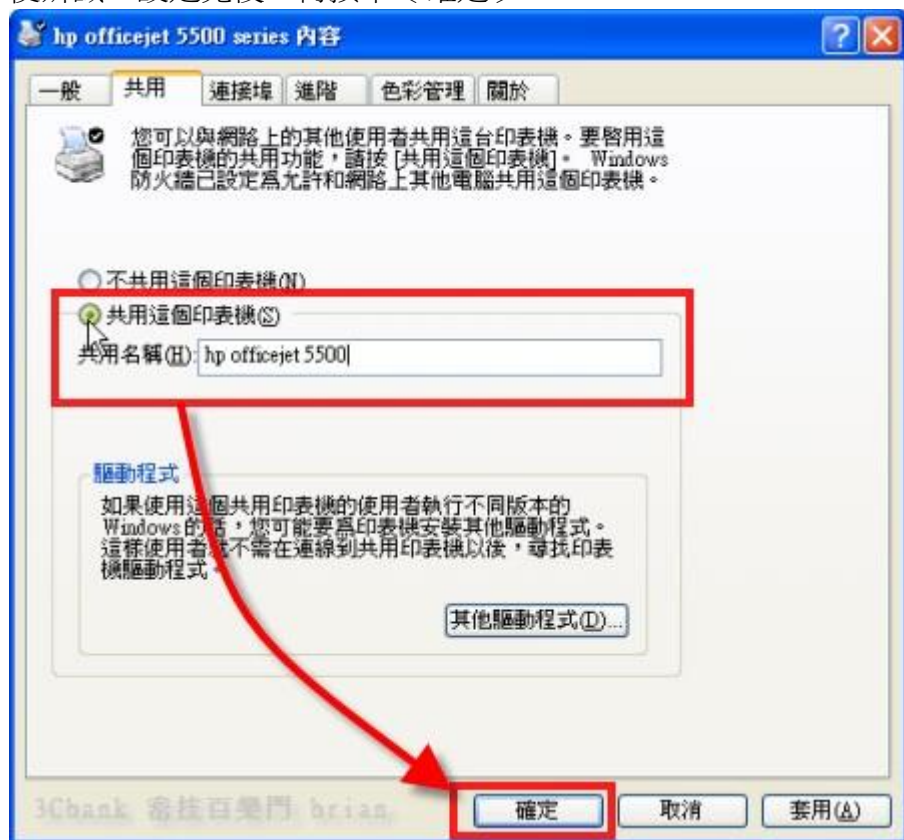 hp officejet 5500 series 內容
一般 共用 連接埠 進階 色彩管理 關於
您可以與網路上的其他使用者共用這台印表機。要啓用這
個印表機的共用功能，請按 [共用這個印表機]。 Windows
防火牆已設定爲允許和網路上其他電腦共用這個印表機。
不共用這個印表機(N)
共用這個印表機(S)
共用名稱(H): hp officejet 5500
驅動程式
如果使用這個共用印表機的使用者執行不同版本的
Windows 的話，您可能要爲印表機安裝其他驅動程式。
這樣使用者就不需在連線到共用印表機以後，尋找印表
機驅動程式。
其他驅動程式(D)...
3Chank brian
確定 取消 套用(A)